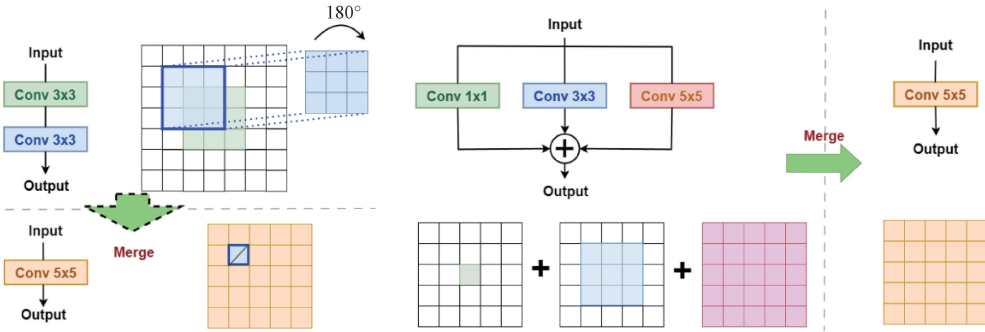 180°
Input
Conv 3x3
Conv 3x3
Output
Merge
Input
Conv 5x5
Output
Input
Conv 1x1
Conv 3x3
Conv 5x5
+
Output
+
+
Merge
Input
Conv 5x5
Output